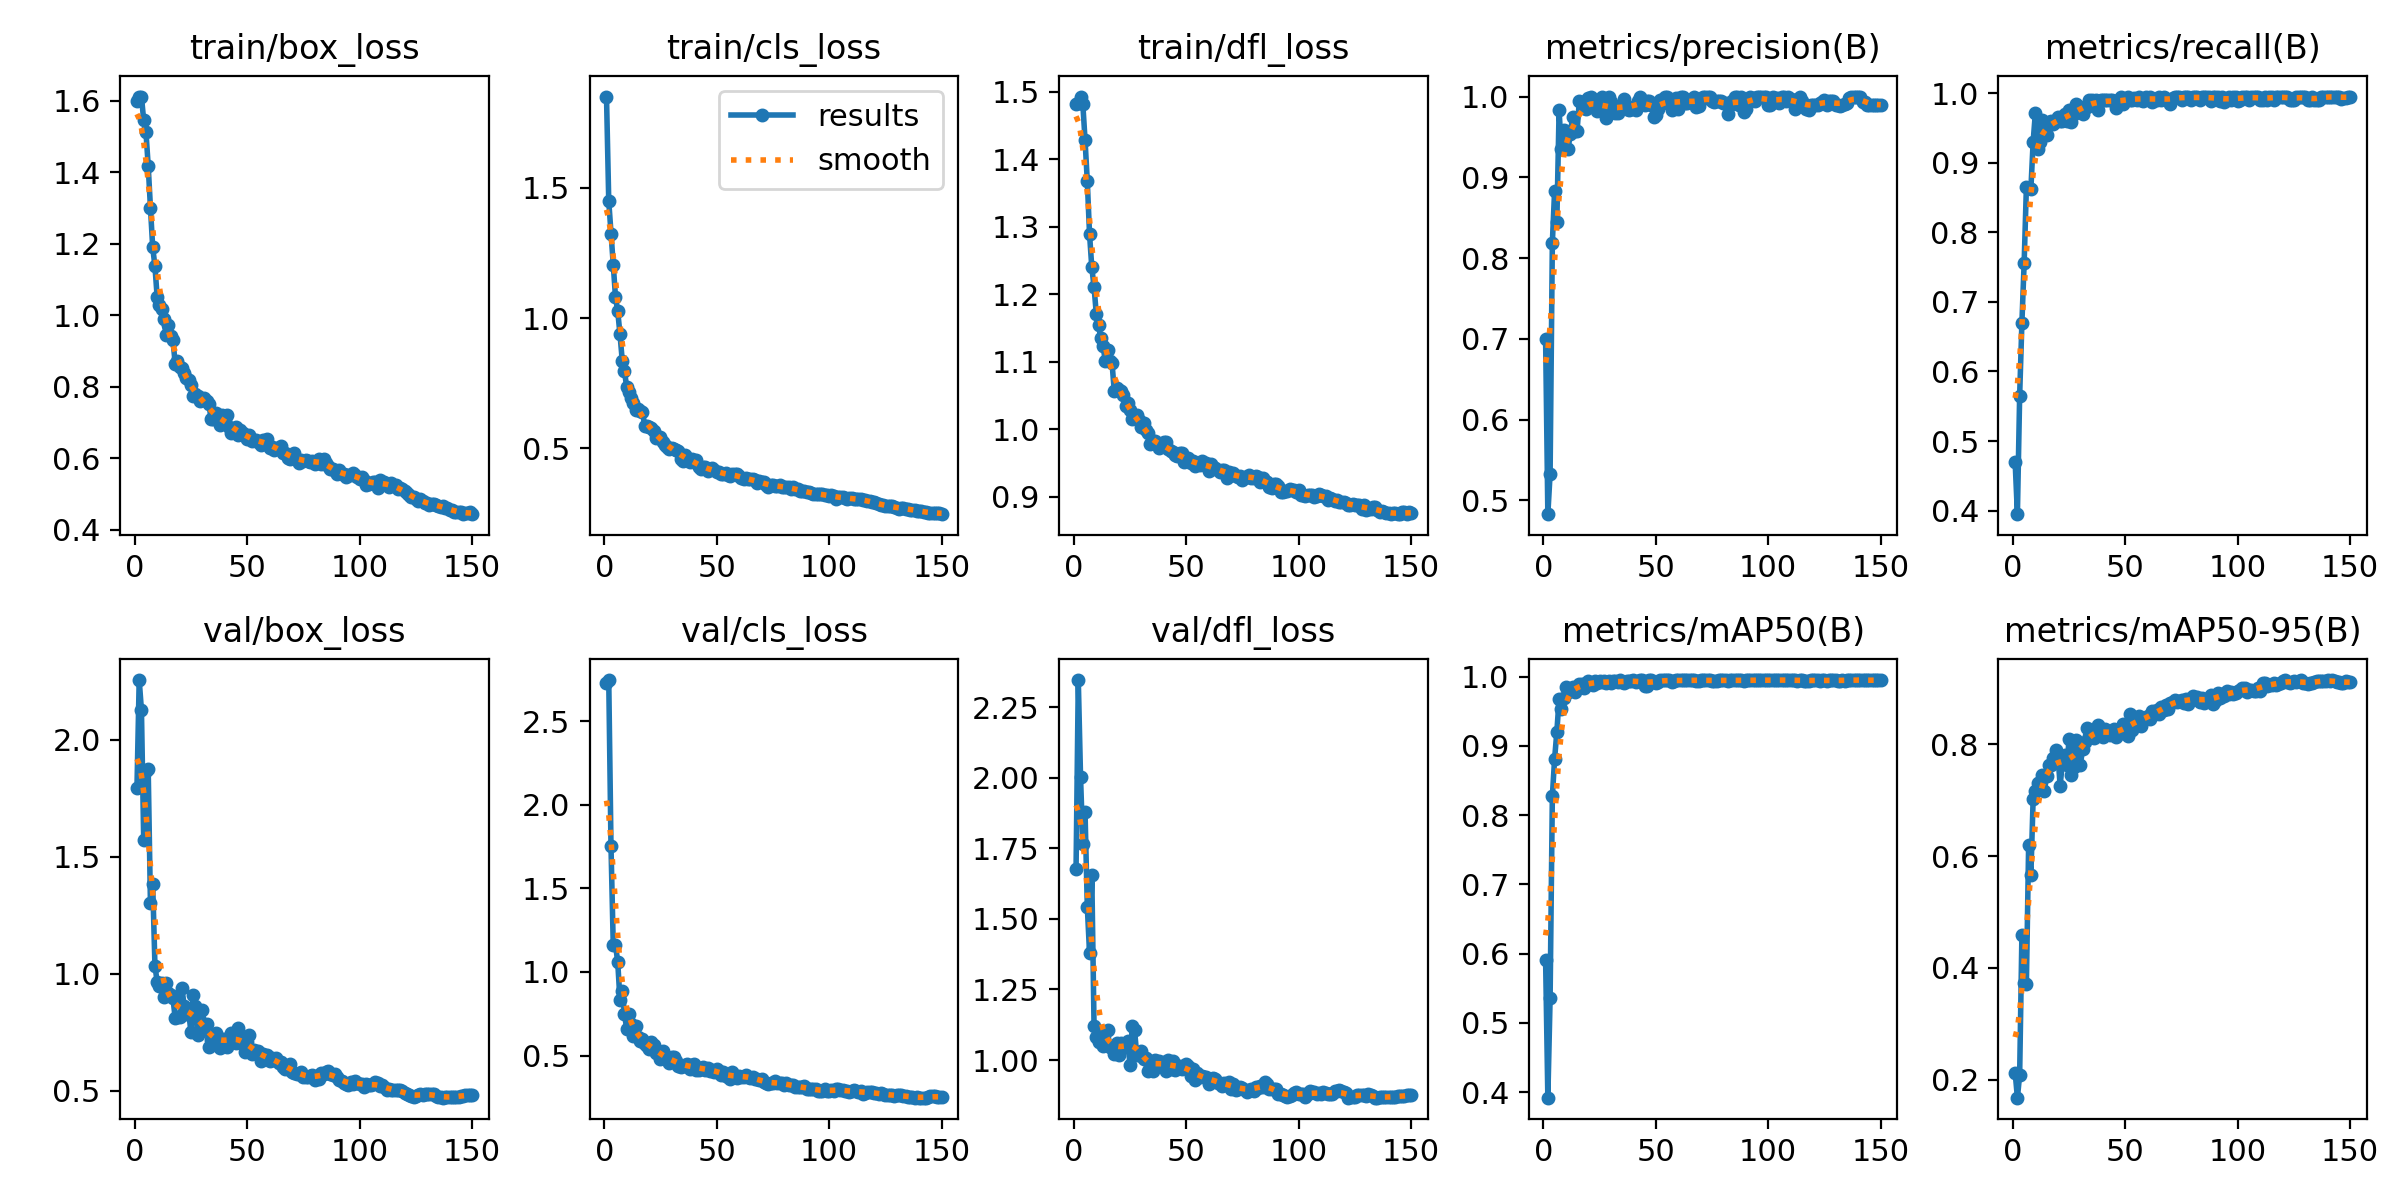 train/box_loss
1.6
1.4
1.2
1.0
0.8
0.6
0.4
0 50 100 150
train/cls_loss
results
smooth
1.5
1.0
0.5
0 50 100 150
train/dfl_loss
1.5
1.4
1.3
1.2
1.1
1.0
0.9
0 50 100 150
metrics/precision(B)
1.0
0.9
0.8
0.7
0.6
0.5
0 50 100 150
metrics/recall(B)
1.0
0.9
0.8
0.7
0.6
0.5
0.4
0 50 100 150
val/box_loss
2.0
1.5
1.0
0.5
0 50 100 150
val/cls_loss
2.5
2.0
1.5
1.0
0.5
0 50 100 150
val/dfl_loss
2.25
2.00
1.75
1.50
1.25
1.00
0 50 100 150
metrics/mAP50(B)
1.0
0.9
0.8
0.7
0.6
0.5
0.4
0 50 100 150
metrics/mAP50-95(B)
0.8
0.6
0.4
0.2
0 50 100 150